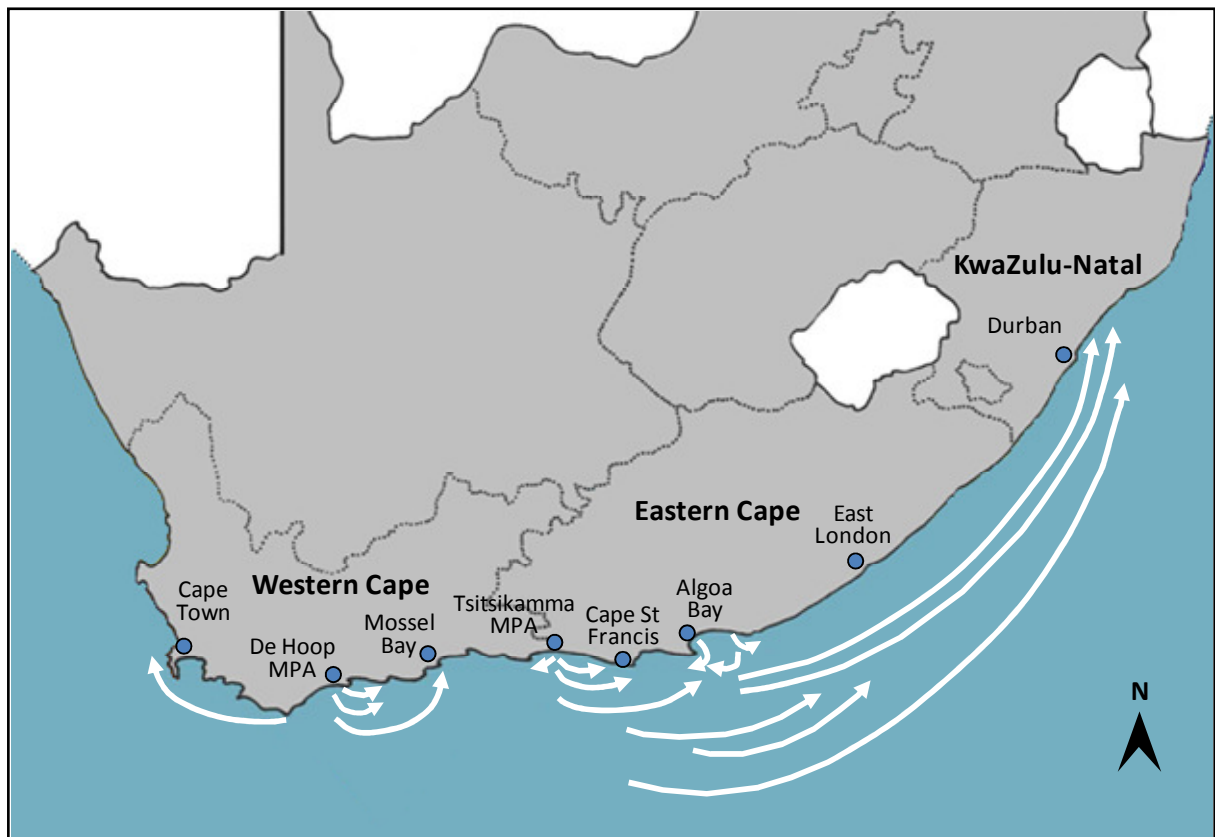 KwaZulu-Natal
Durban
Eastern Cape
East
London
Western Cape
Algoa
Bay
Cape
Town
Tsitsikamma
MPA
Cape St
Francis
Mossel
Bay
De Hoop
MPA
N